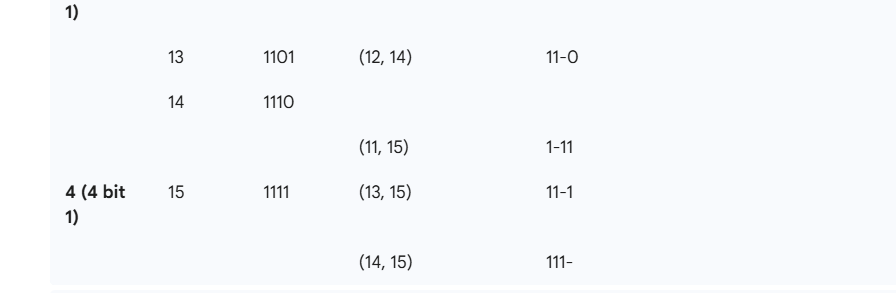 1)
13 1101 (12, 14) 11-0
14 1110
(11, 15) 1-11
4 (4 bit 15 1111 (13, 15) 11-1
1)
(14, 15) 111-